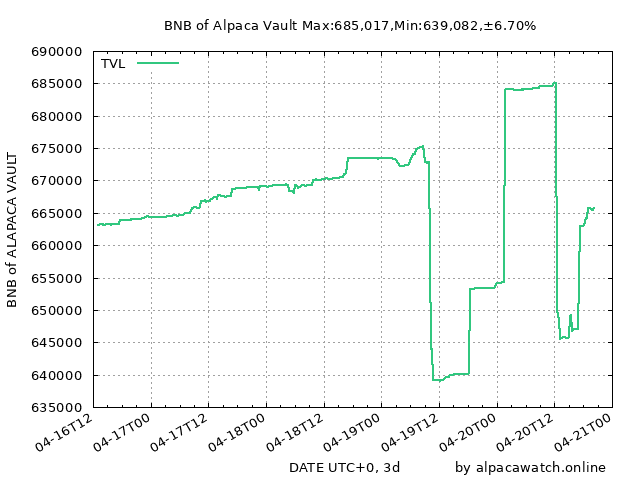 BNB of Alpaca Vault Max:685,017,Min:639,082,±6.70%
TVL
BNB of ALAPACA VAULT
690000
685000
680000
675000
670000
665000
660000
655000
650000
645000
640000
635000
04-16T12
04-17T00
04-17T12
04-18T00
04-18T12
04-19T00
04-19T12
04-20T00
04-20T12
04-21T00
DATE UTC+0, 3d
by alpacawatch.online